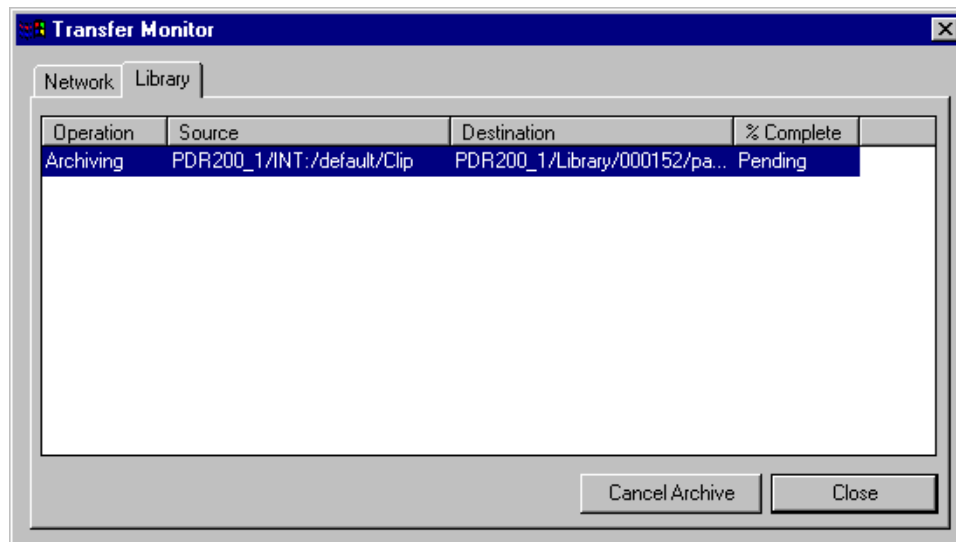 Transfer Monitor
Network Library
Operation Source Destination % Complete
Archiving PDR200_1/INT:/default/Clip PDR200_1/Library/000152/pa... Pending
Cancel Archive Close